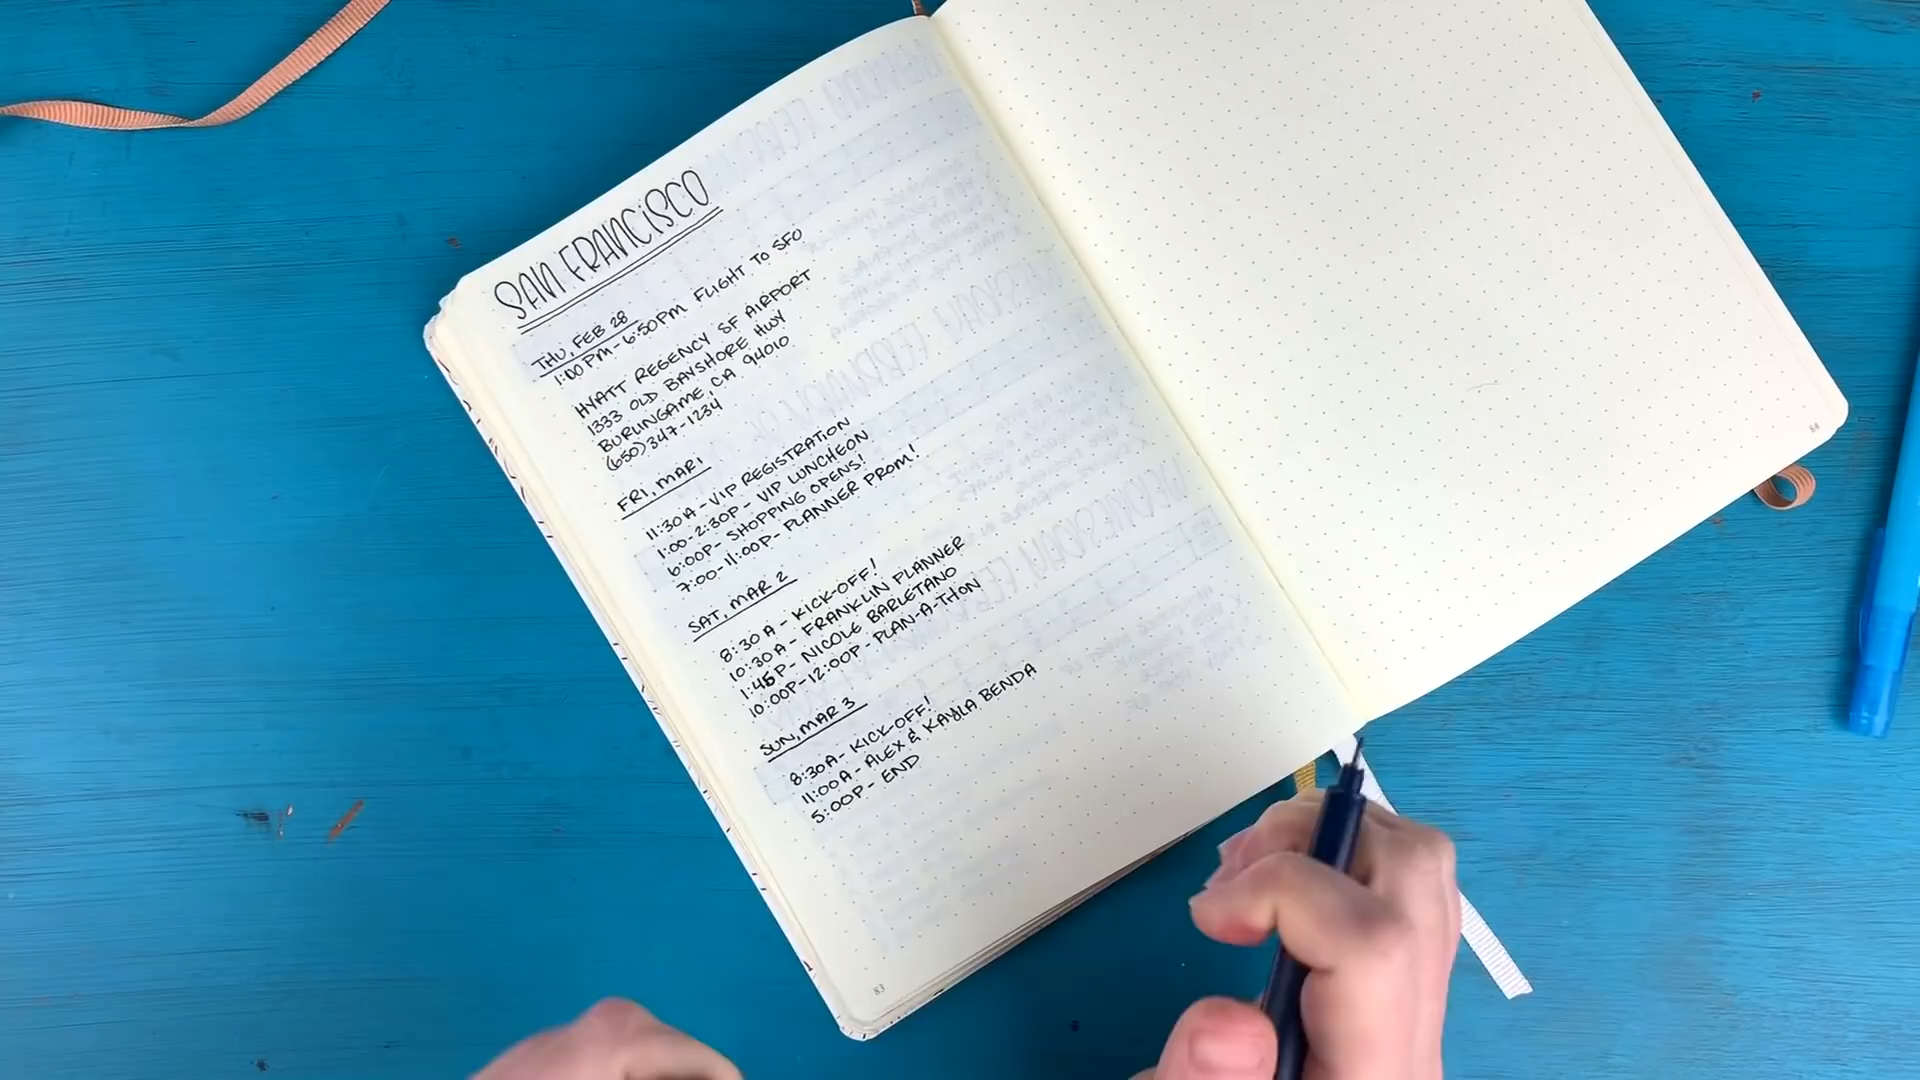 SAN FRANCISCO
THU, FEB 28
1:00PM-6:50PM FLIGHT TO SFO
HYATT REGENCY SF AIRPORT
1333 OLD BAYSHORE HWY
BURLINGAME, CA 94010
(650)347-1234
FRI, MAR 1
11:30A-VIP REGISTRATION
1:00-2:30P- VIP LUNCHEON
6:00P- SHOPPING OPENS!
7:00-11:00P- PLANNER PROM!
SAT, MAR 2
8:30A- KICK-OFF!
10:30A- FRANKLIN PLANNER
1:45P- NICOLE BARLETANO
10:00P-12:00P- PLAN-A-THON
SUN, MAR 3
8:30A- KICK-OFF!
11:00A- ALEX & KAYLA BENDA
5:00P- END
83
84